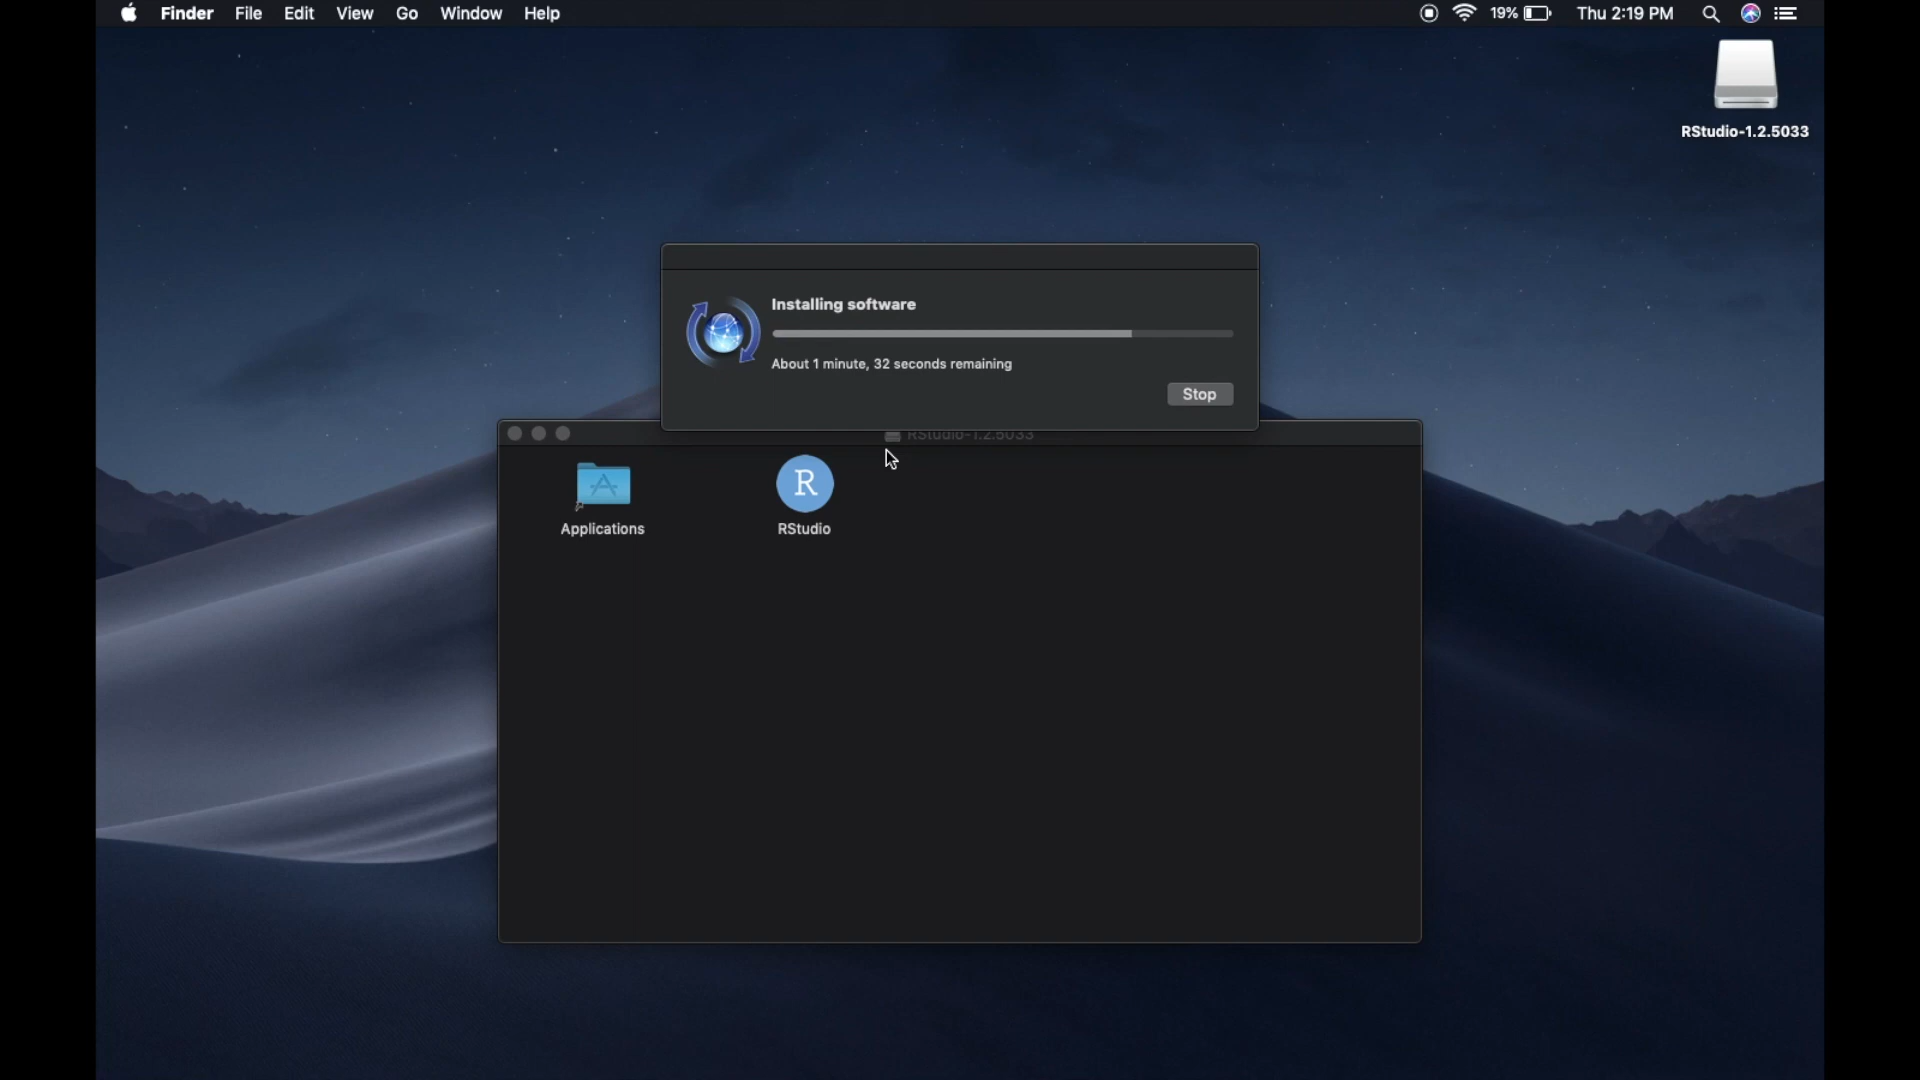 Finder File Edit View Go Window Help 19% Thu 2:19 PM
RStudio-1.2.5033
Installing software
About 1 minute, 32 seconds remaining
Stop
RStudio-1.2.5033
R
Applications RStudio